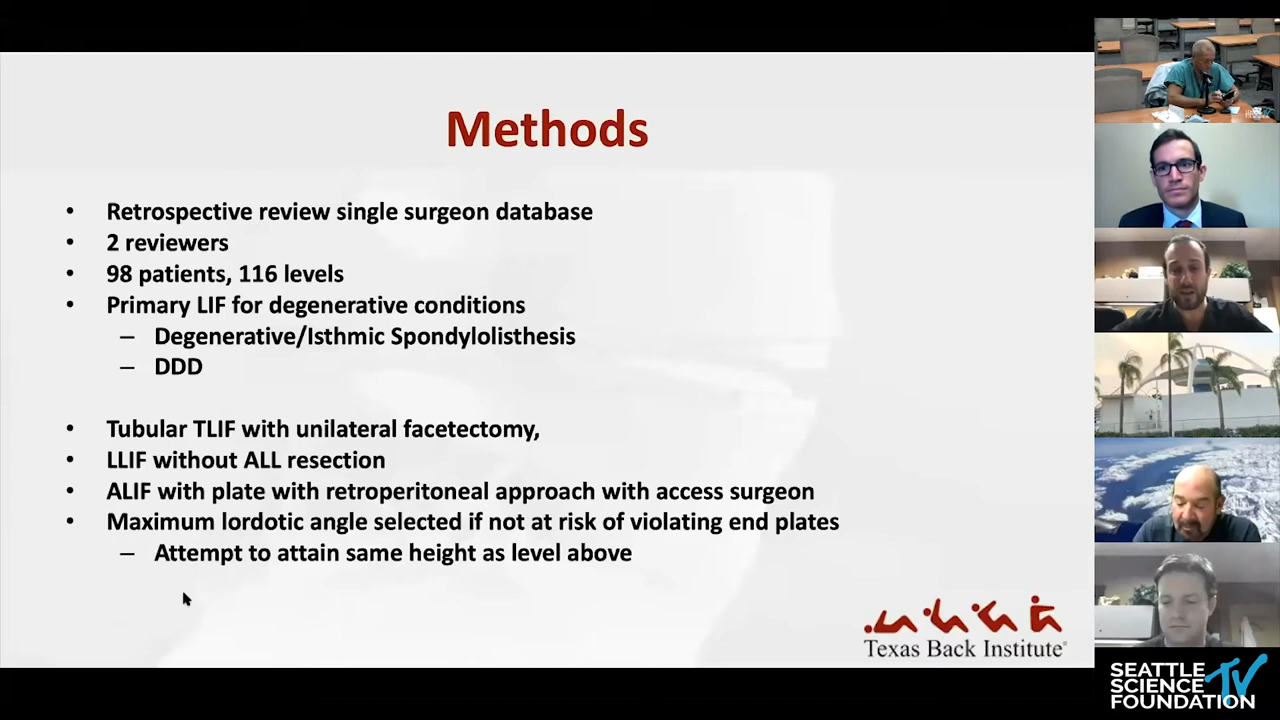 Methods
• Retrospective review single surgeon database
• 2 reviewers
• 98 patients, 116 levels
• Primary LIF for degenerative conditions
– Degenerative/Isthmic Spondylolisthesis
– DDD
• Tubular TLIF with unilateral facetectomy,
• LLIF without ALL resection
• ALIF with plate with retroperitoneal approach with access surgeon
• Maximum lordotic angle selected if not at risk of violating end plates
– Attempt to attain same height as level above
Texas Back Institute®
SEATTLE
SCIENCE
FOUNDATION
TV